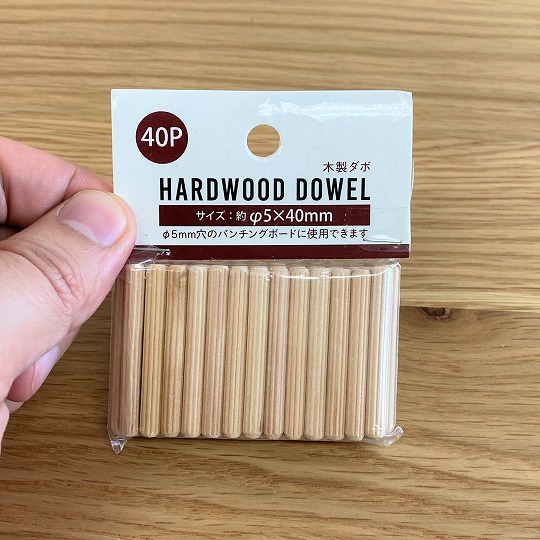 40P
木製ダボ
HARDWOOD DOWEL
サイズ：約φ5×40mm
φ5mm穴のパンチングボードに使用できます